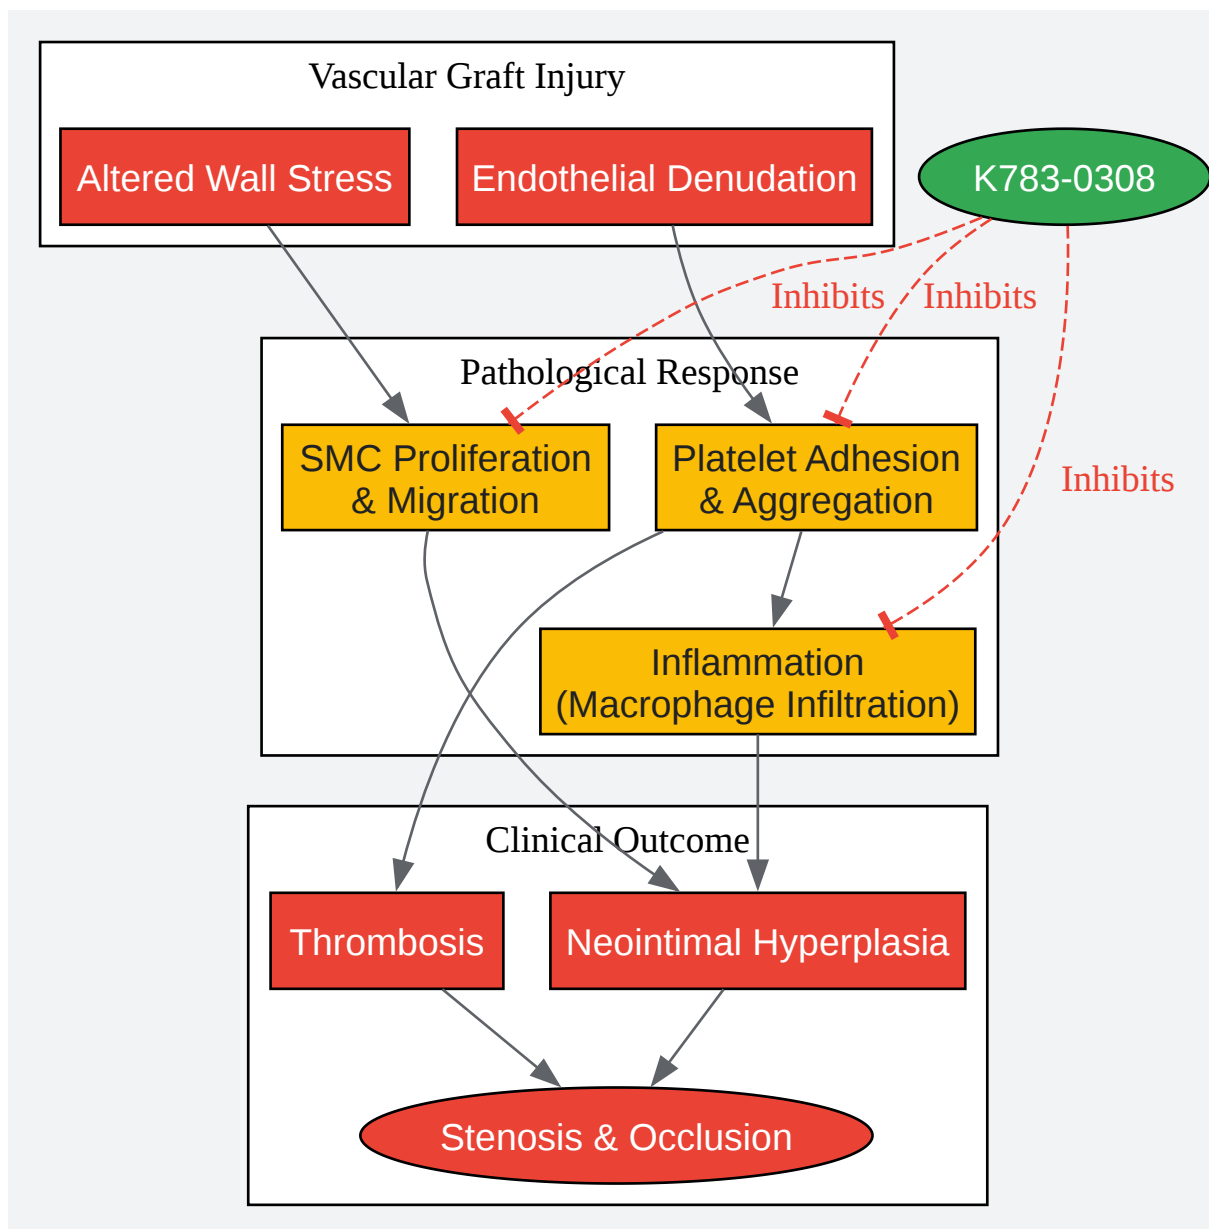 Vascular Graft Injury
Altered Wall Stress
Endothelial Denudation
K783-0308
Inhibits
Inhibits
Pathological Response
SMC Proliferation
& Migration
Platelet Adhesion
& Aggregation
Inhibits
Inflammation
(Macrophage Infiltration)
Clinical Outcome
Thrombosis
Neointimal Hyperplasia
Stenosis & Occlusion